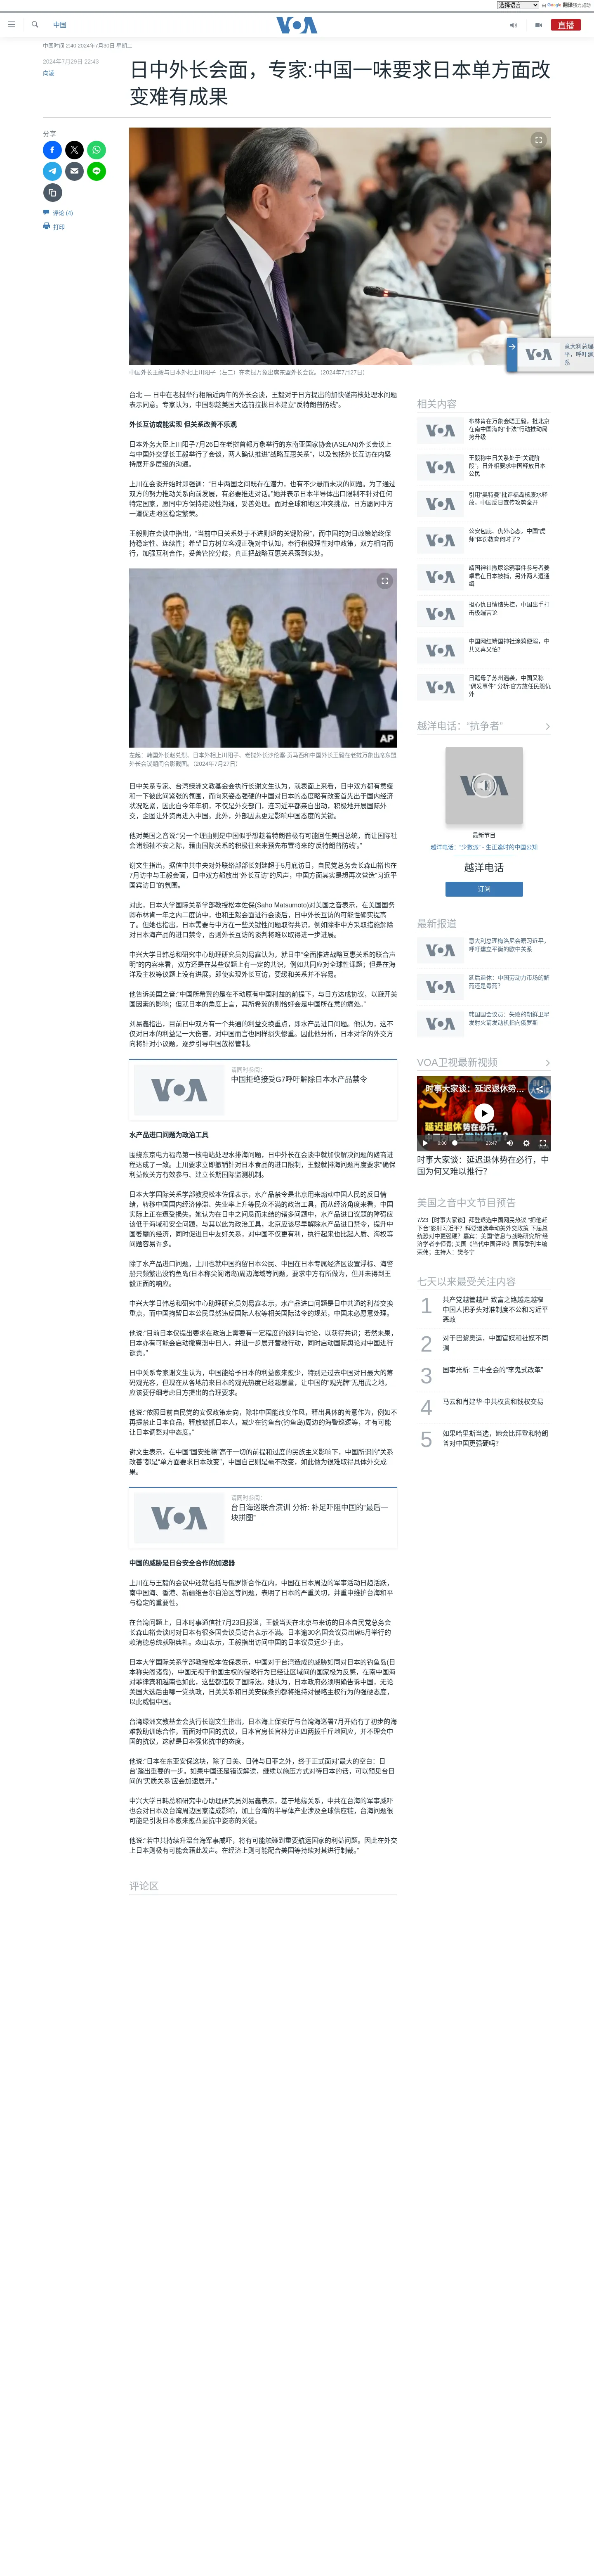 选择语言
由 Google 翻译强力驱动
中国
VOA
直播
中国时间 2:40 2024年7月30日 星期二
2024年7月29日 22:43
向凌
日中外长会面，专家:中国一味要求日本单方面改
变难有成果
分享
评论 (4)
打印
中国外长王毅与日本外相上川阳子（左二）在老挝万象出席东盟外长会议。（2024年7月27日）
意大利总理
平，呼吁建
系
台北 — 日中在老挝举行相隔近两年的外长会谈，王毅对于日方提出的加快磋商核处理水问题
表示同意。专家认为，中国想趁美国大选前拉拢日本建立“反特朗普防线”。
外长互访或能实现 但关系改善不乐观
日本外务大臣上川阳子7月26日在老挝首都万象举行的东南亚国家协会(ASEAN)外长会议上
与中国外交部长王毅举行了会谈，两人确认推进“战略互惠关系”，以及包括外长互访在内坚
持展开多层级的沟通。
上川在会谈开始时即强调：“日中两国之间既存在潜力，也有不少悬而未决的问题。为了通过
双方的努力推动关系向前发展，有必要推进对话。”她并表示日本半导体出口限制不针对任何
特定国家，愿同中方保持建设性沟通，妥善处理。面对全球以及地区冲突挑战，日方愿同中方
一道促进地区稳定繁荣。
王毅则在会谈中指出，“当前中日关系处于不进则退的关键阶段”，而中国的对日政策始终保
持稳定性、连续性；希望日方树立客观正确对中认知，奉行积极理性对中政策，双方相向而
行，加强互利合作，妥善管控分歧，真正把战略互惠关系落到实处。
AP
左起：韩国外长赵兑烈、日本外相上川阳子、老挝外长沙伦塞·贡马西和中国外长王毅在老挝万象出席东盟
外长会议期间合影截图。（2024年7月27日）
日中关系专家、台湾绿洲文教基金会执行长谢文生认为，就表面上来看，日中双方都有意缓
和一下彼此间紧张的氛围，而向来擅长变脸战狼色博弈的中国对日本的态度略有改变首先出于国内经济
状况吃紧，因此自今年年初，不仅是外交部门，连习近平都亲自出动，积极地开展国际外
交，企图让外资再进入中国。此外，外部因素更是影响中国态度的关键。
他对美国之音说:“另一个理由则是中国似乎想趁着特朗普极有可能回任美国总统，而让国际社
会诸领袖不安之际，藉由国际关系的积极往来来预先布置将来的‘反特朗普防线’。”
谢文生指出，据信中共中央对外联络部部长刘建超于5月底访日，自民党总务会长森山裕也在
7月访中与王毅会面，日中双方都放出“外长互访”的风声，中国方面其实是想再次营造“习近平
国宾访日”的氛围。
对此，日本大学国际关系学部教授松本佐保(Saho Matsumoto)对美国之音表示，在美国国务
卿布林肯一年之内二度访中，也和王毅会面进行会谈后，日中外长互访的可能性确实提高
了。但她也指出，日本需要与中方在一些关键性问题取得共识，例如除非中方采取措施解除
对日本海产品的进口禁令，否则外长互访的谈判将难以取得进一步进展。
中兴大学日韩总和研究中心助理研究员刘易鑫认为，就日中“全面推进战略互惠关系的联合声
明”的内容来看，双方还是在某些议题上有一定的共识，例如共同应对全球性课题；但是在海
洋及主权等议题上没有进展。即使实现外长互访，要缓和关系并不容易。
他告诉美国之音:“中国所希冀的是在不动原有中国利益的前提下，与日方达成协议，以避开美
国因素的影响；但就日本的角度上言，其所希冀的则恰好会是中国所在意的痛处。”
刘易鑫指出，目前日中双方有一个共通的利益交换重点，即水产品进口问题。他认为，这不
仅对日本的利益是一大伤害，对中国而言也同样损失惨重。因此他分析，日本对华的外交方
向将针对小议题，逐步引导中国放松管制。
请同时参阅：
中国拒绝接受G7呼吁解除日本水产品禁令
水产品进口问题为政治工具
围绕东京电力福岛第一核电站处理水排海问题，日中外长在会谈中就加快解决问题的磋商进
程达成了一致。上川要求立即撤销针对日本食品的进口限制，王毅就排海问题再度要求“确保
利益攸关方有效参与、建立长期国际监测机制”。
日本大学国际关系学部教授松本佐保表示，水产品禁令是北京用来煽动中国人民的反日情
绪，转移中国国内经济停滞、失业率上升等民众不满的政治工具，而从经济角度来看，中国
实际上正在遭受损失。她认为在日中之间悬而未结的诸多问题中，水产品进口议题的障碍应
该低于海域和安全问题，与其以此为政治工具，北京应该尽早解除水产品进口禁令，提升中
国萎靡的经济，同时促进日中友好关系，对中国不仅更有利，执行起来也比起人质、海权等
问题容易许多。
除了水产品进口问题，上川也就中国拘留日本公民、中国在日本专属经济区设置浮标、海警
船只频繁出没钓鱼岛(日本称尖阁诸岛)周边海域等问题，要求中方有所做为，但并未得到王
毅正面的响应。
中兴大学日韩总和研究中心助理研究员刘易鑫表示，水产品进口问题是日中共通的利益交换
重点，而中国拘留日本公民显然违反国际人权等相关国际法令的规范，中国未必愿意处理。
他说:“目前日本仅提出要求在政治上需要有一定程度的谈判与讨论，以获得共识；若然未果，
日本亦有可能会启动撤离滞中日人，并进一步展开营救行动，同时启动国际舆论对中国进行
谴责。”
日中关系专家谢文生认为，中国能给予日本的利益愈来愈少，特别是过去中国对日最大的筹
码观光客，但现在从各地前来日本的观光热度已经超暴量，让中国的“观光牌”无用武之地，
应该要仔细考虑日方提出的合理要求。
他说:“依照目前自民党的安保政策走向，除非中国能改变作风，释出具体的善意作为，例如不
再提禁止日本食品，释放被抓日本人，减少在钓鱼台(钓鱼岛)周边的海警巡逻等，才有可能
让日本调整对中态度。”
谢文生表示，在中国“国安维稳”高于一切的前提和过度的民族主义影响下，中国所谓的“关系
改善”都是“单方面要求日本改变”，中国自己则是毫不改变，如此做为很难取得具体外交成
果。
请同时参阅：
台日海巡联合演训 分析: 补足吓阻中国的“最后一
块拼图”
中国的威胁是日台安全合作的加速器
上川在与王毅的会议中还就包括与俄罗斯合作在内，中国在日本周边的军事活动日趋活跃，
南中国海、香港、新疆维吾尔自治区等问题，表明了日本的严重关切，并重申维护台海和平
与稳定的重要性。
在台湾问题上，日本时事通信社7月23日报道，王毅当天在北京与来访的日本自民党总务会
长森山裕会谈时对日本有很多国会议员访台表示不满。日本逾30名国会议员出席5月举行的
赖清德总统就职典礼。森山表示，王毅指出访问中国的日本议员远少于此。
日本大学国际关系学部教授松本佐保表示，中国对于台湾造成的威胁如同对日本的钓鱼岛(日
本称尖阁诸岛)，中国无视于他国主权的侵略行为已经让区域间的国家极为反感，在南中国海
对菲律宾和越南也如此，这些都违反了国际法。她认为，日本政府必须明确告诉中国，无论
美国大选后由哪一党执政，日美关系和日美安保条约都将维持对侵略主权行为的强硬态度，
以此威儆中国。
台湾绿洲文教基金会执行长谢文生指出，日本海上保安厅与台湾海巡署7月开始有了初步的海
难救助训练合作，而面对中国的抗议，日本官房长官林芳正四两拨千斤地回应，并不理会中
国的抗议，这就是日本强化抗中的态度。
他说:“日本在东亚安保这块，除了日美、日韩与日菲之外，终于正式面对‘最大的空白：日
台’踏出重要的一步。如果中国还是错误解读，继续以施压方式对待日本的话，可以预见台日
间的‘实质关系’应会加速展开。”
中兴大学日韩总和研究中心助理研究员刘易鑫表示，基于地缘关系，中共在台海的军事威吓
也会对日本及台湾周边国家造成影响，加上台湾的半导体产业涉及全球供应链，台海问题很
可能是引发日本愈来愈凸显抗中姿态的关键。
他说:“若中共持续升温台海军事威吓，将有可能触碰到重要航运国家的利益问题。因此在外交
上日本则极有可能会藉此发声。在经济上则可能配合美国等持续对其进行制裁。”
评论区
相关内容
布林肯在万象会晤王毅，批北京
在南中国海的“非法”行动推动局
势升级
王毅称中日关系处于“关键阶
段”，日外相要求中国释放日本
公民
引用“奥特曼”批评福岛核废水释
放，中国反日宣传攻势全开
公安包庇、仇外心态，中国“虎
师”体罚教育何时了?
靖国神社撒尿涂鸦事件参与者姜
卓君在日本被捕，另外两人遭通
缉
担心仇日情绪失控，中国出手打
击极端言论
中国网红靖国神社涂鸦便溺，中
共又喜又怕?
日籍母子苏州遇袭，中国又称
“偶发事件” 分析:官方放任民怨仇
外
越洋电话：“抗争者”
最新节目
越洋电话：“少数派” - 生正逢时的中国公知
越洋电话
订阅
最新报道
意大利总理梅洛尼会晤习近平，
呼吁建立平衡的欧中关系
延后退休：中国劳动力市场的解
药还是毒药?
韩国国会议员：失败的朝鲜卫星
发射火箭发动机指向俄罗斯
VOA卫视最新视频
时事大家谈：延迟退休势...
0:00
23:47
时事大家谈：延迟退休势在必行，中
国为何又难以推行？
美国之音中文节目预告
7/23【时事大家谈】拜登退选中国网民热议 “把他赶
下台”影射习近平？拜登退选牵动美外交政策 下届总
统恐对中更强硬？嘉宾：美国“信息与战略研究所”经
济学者李恒青; 美国《当代中国评论》国际季刊主编
荣伟；主持人：樊冬宁
七天以来最受关注内容
1
共产党越管越严 致富之路越走越窄
中国人把矛头对准制度不公和习近平
恶政
2
对于巴黎奥运，中国官媒和社媒不同
调
3
国事光析: 三中全会的“李鬼式改革”
4
马云和肖建华·中共权贵和钱权交易
5
如果哈里斯当选，她会比拜登和特朗
普对中国更强硬吗？